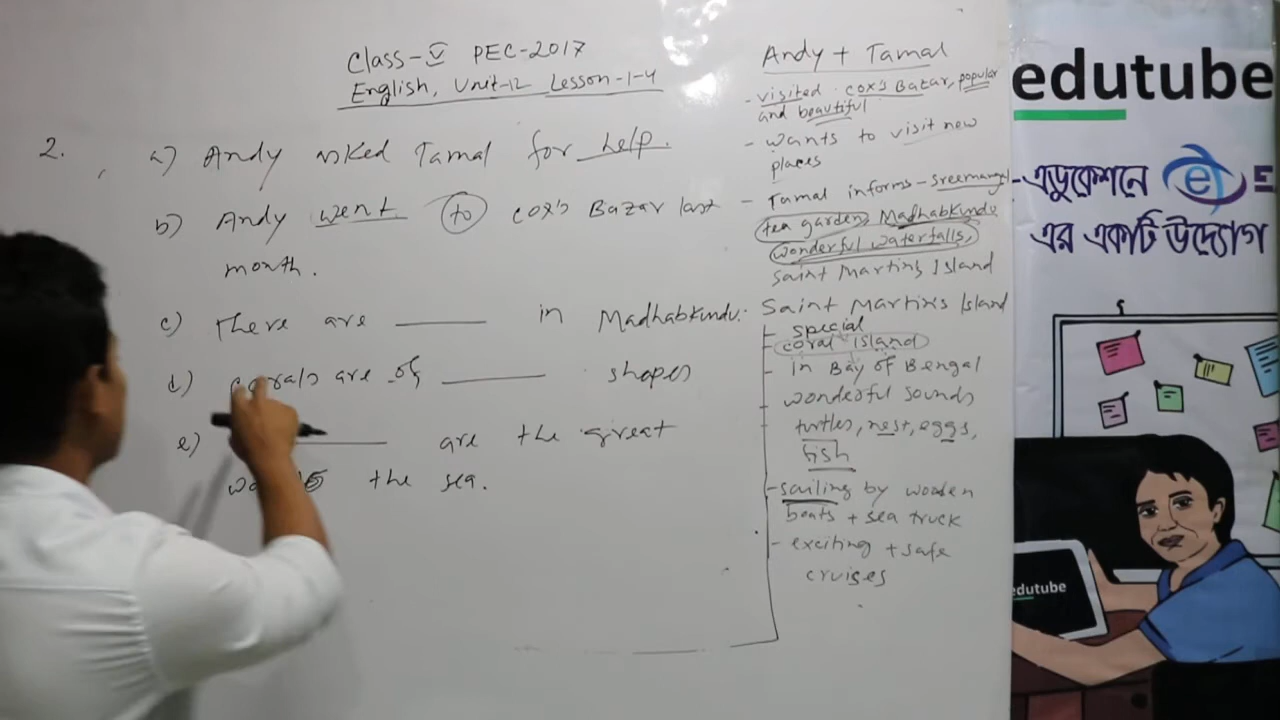 Class-V PEC-2017
English, Unit-12 Lesson-1-4
2.
a) Andy asked Tamal for help.
b) Andy went to cox's Bazar last
month.
c) There are ______ in Madhabkundu.
d) corals are of ______ shapes
e) ______ are the great
the sea.
Andy + Tamal
- visited cox's Bazar, popular
and beautiful
- wants to visit new
places
- Tamal informs - Sreemangal,
tea garden, Madhabkundu
wonderful waterfalls,
Saint Martins Island
Saint Martins Island
- special
- coral island
- in Bay of Bengal
- wonderful sounds
- turtles, nest, eggs,
fish
- sailing by wooden
boats + sea truck
- exciting + safe
cruises
edutube
এডুকেশনে e E
এর একটি উদ্যোগ
edutube